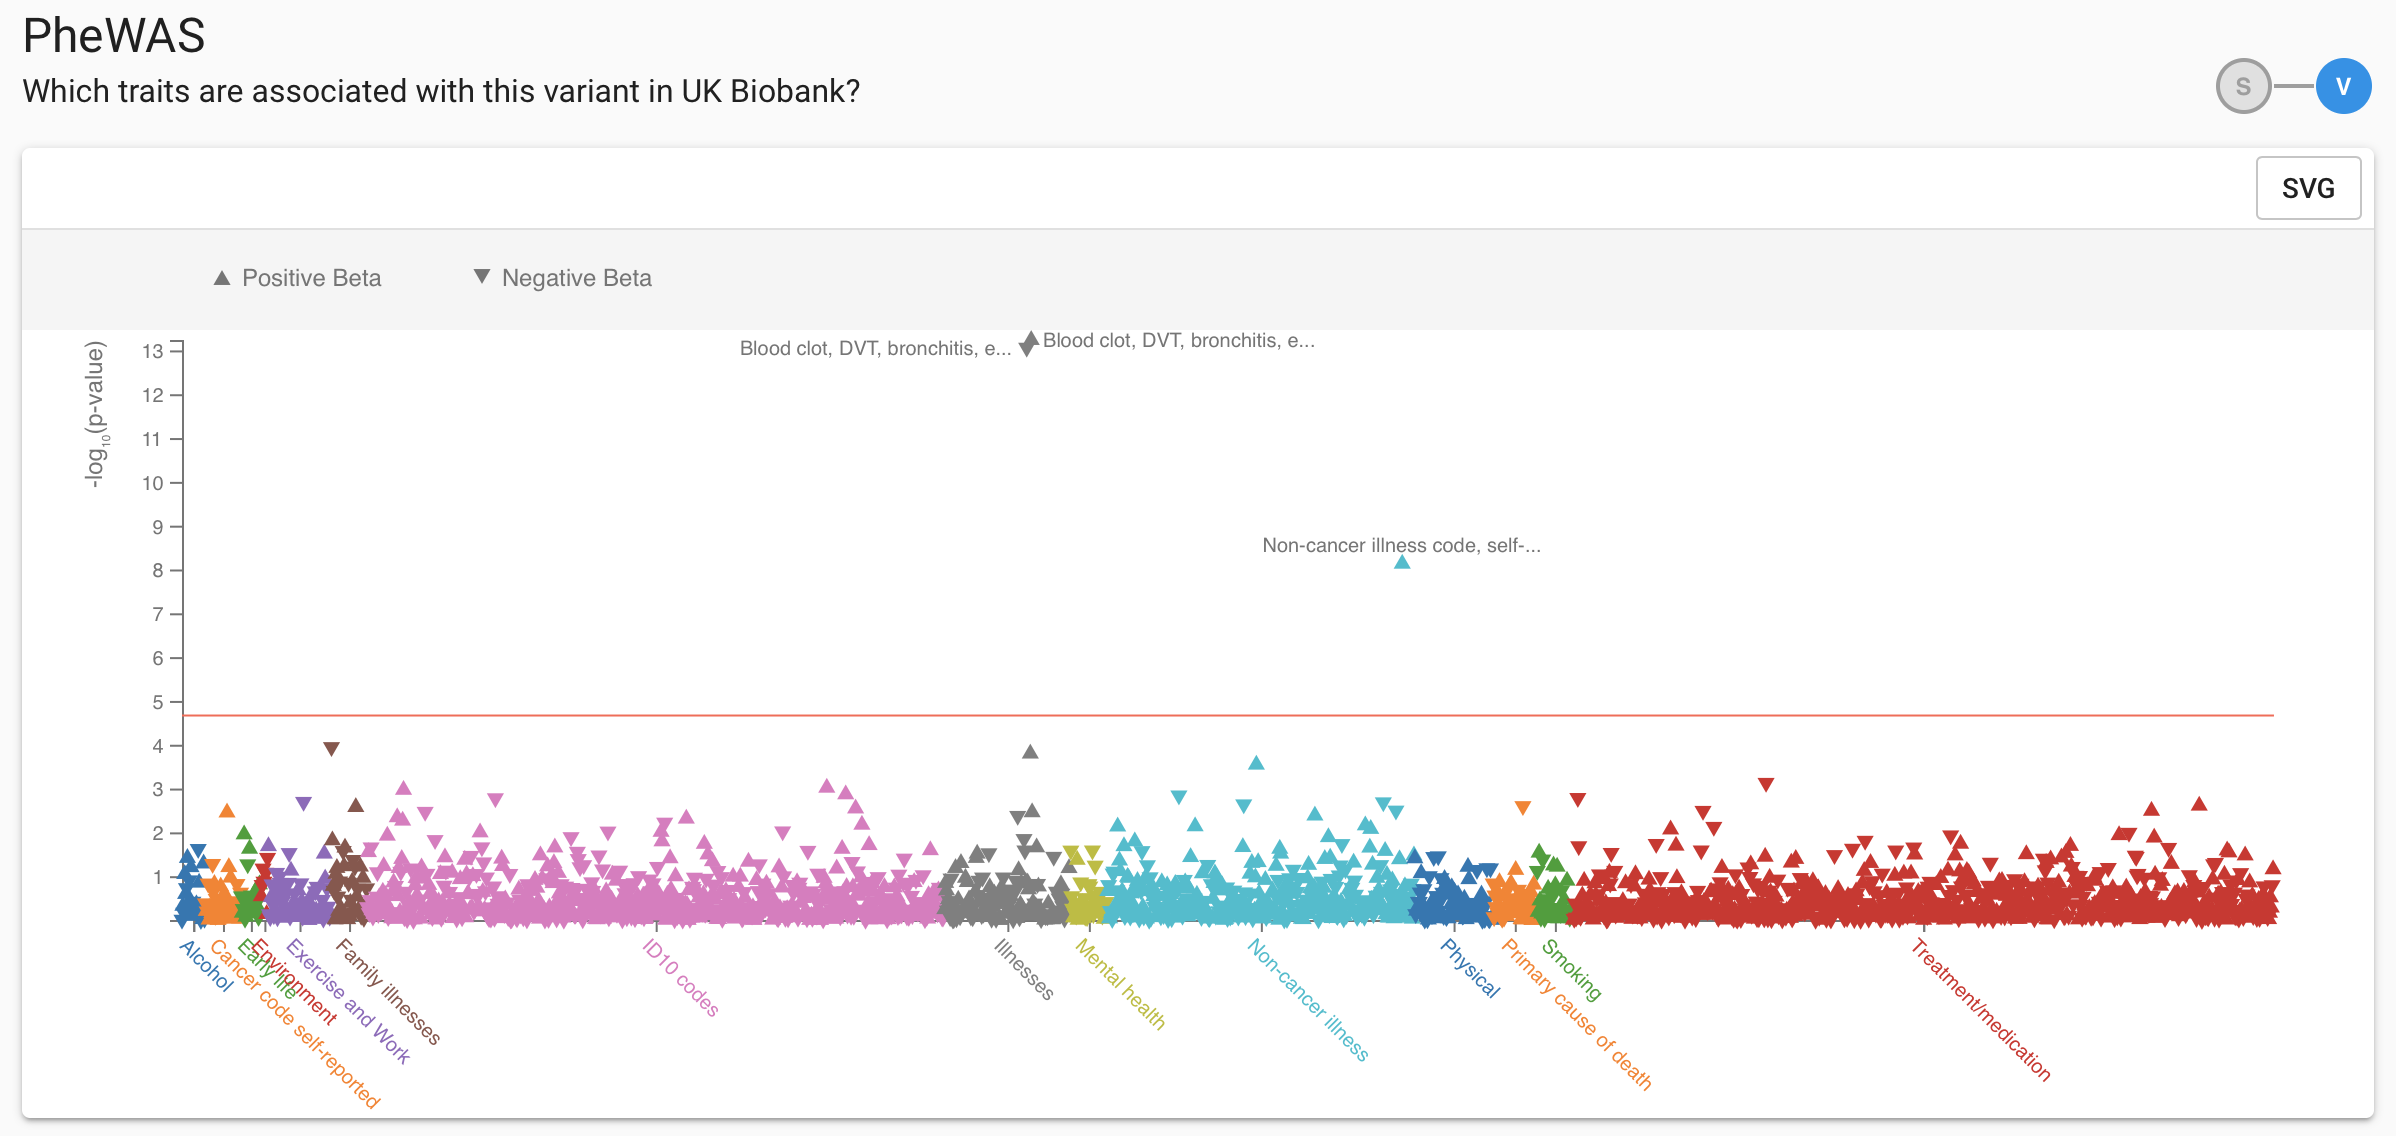 PheWAS
Which traits are associated with this variant in UK Biobank?
S
V
SVG
▲ Positive Beta
▼ Negative Beta
-log10(p-value)
13
12
11
10
9
8
7
6
5
4
3
2
1
Blood clot, DVT, bronchitis, e...
Blood clot, DVT, bronchitis, e...
Non-cancer illness code, self-...
Alcohol
Cancer code self-reported
Early life
Environment
Exercise and Work
Family illnesses
ID10 codes
Illnesses
Mental health
Non-cancer illness
Physical
Primary cause of death
Smoking
Treatment/medication